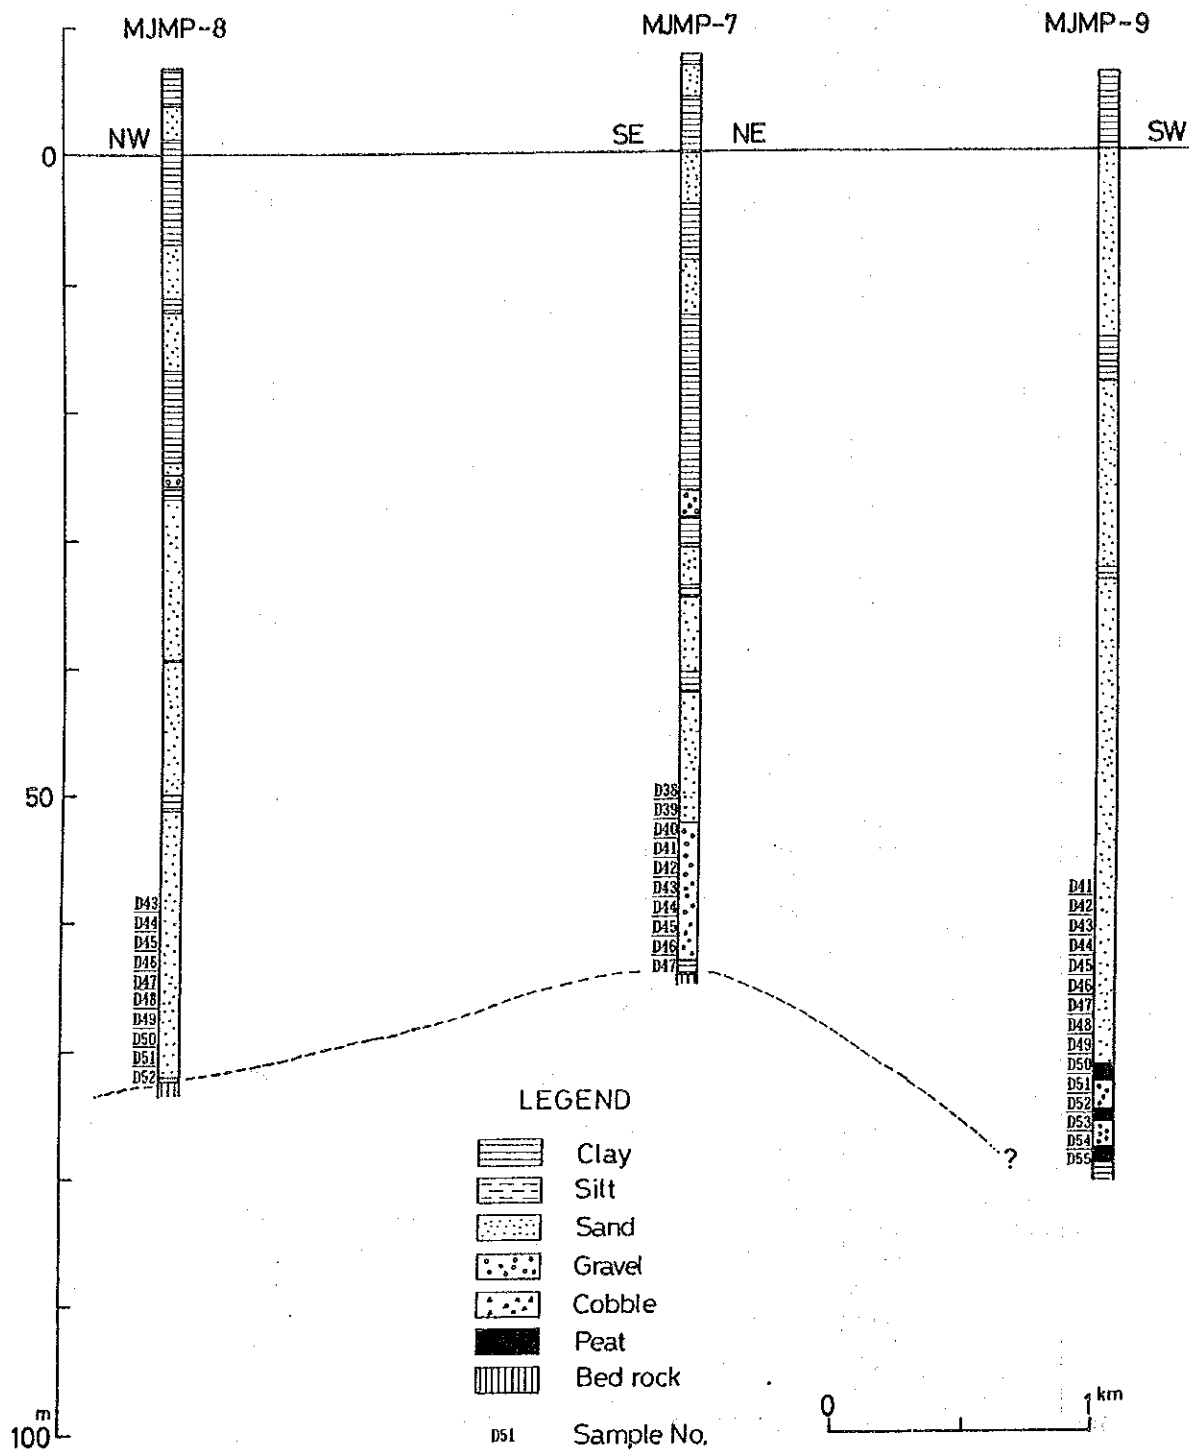 MJMP-8 MJMP-7 MJMP-9
NW SE NE SW
0
50
D38
D39
D40
D41
D42
D43
D44
D45
D46
D47
D43
D44
D45
D46
D47
D48
D49
D50
D51
D52
D41
D42
D43
D44
D45
D46
D47
D48
D49
D50
D51
D52
D53
D54
D55
?
LEGEND
Clay
Silt
Sand
Gravel
Cobble
Peat
Bed rock
D51 Sample No.
0 1 km
m
100